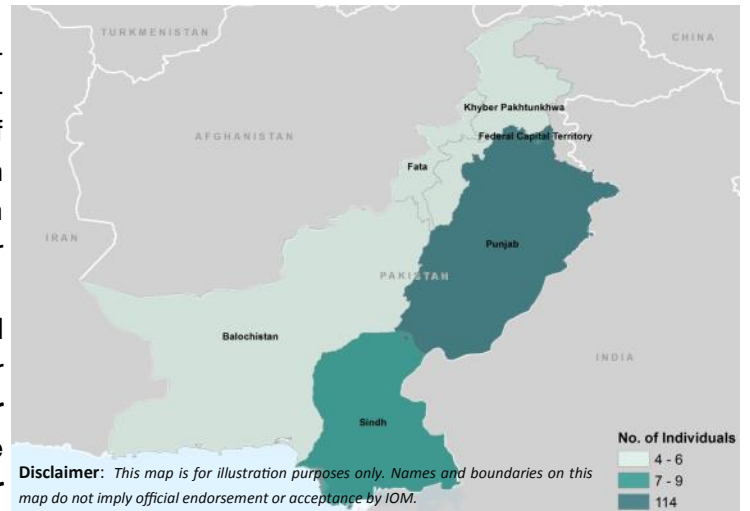 TURKMENISTAN
CHINA
Khyber Pakhtunkhwa
AFGHANISTAN
Federal Capital Territory
Fata
IRAN
Punjab
PAKISTAN
Balochistan
INDIA
Sindh
No. of Individuals
4 - 6
7 - 9
114
Disclaimer: This map is for illustration purposes only. Names and boundaries on this
map do not imply official endorsement or acceptance by IOM.